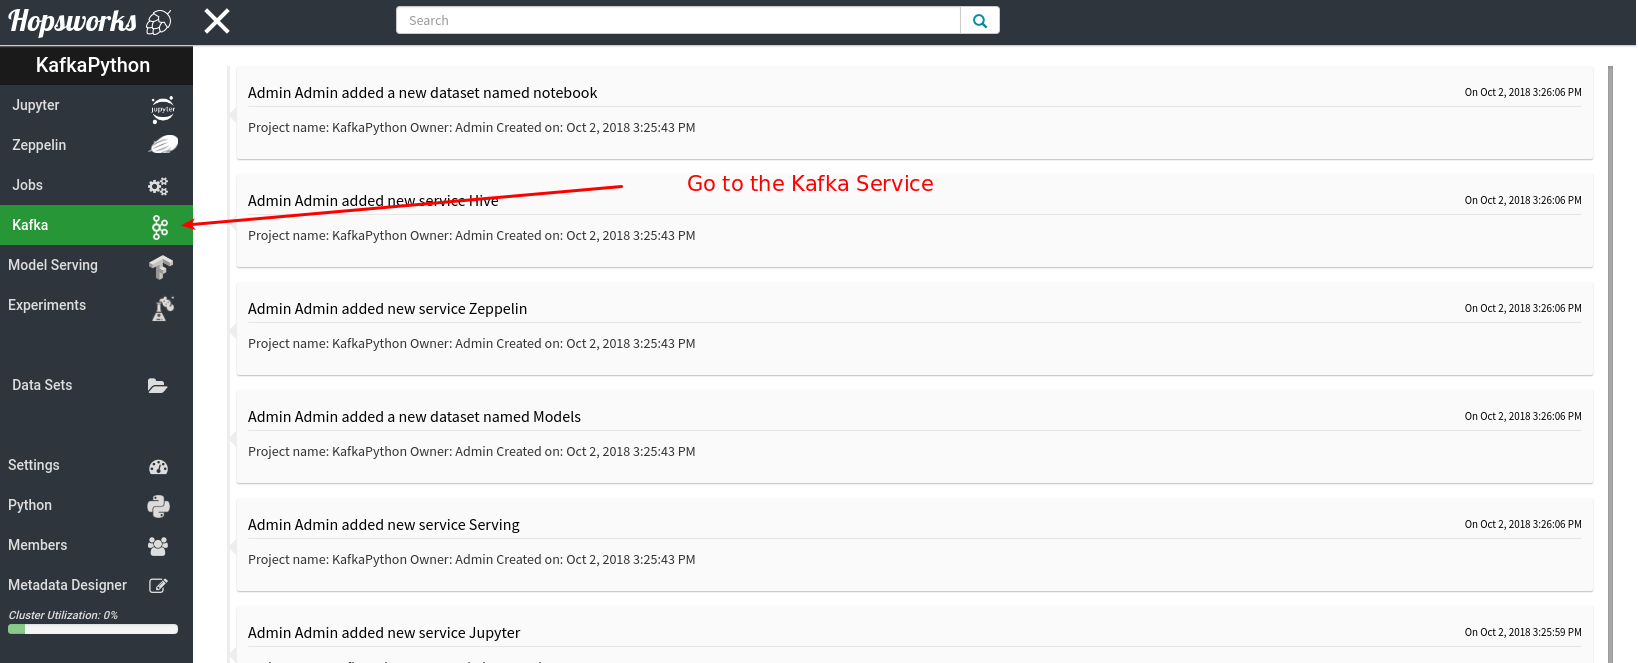 Hopsworks
Search
KafkaPython
Jupyter
jupyter
Zeppelin
Jobs
Kafka
Model Serving
Experiments
Data Sets
Settings
Python
Members
Metadata Designer
Cluster Utilization: 0%
Admin Admin added a new dataset named notebook
On Oct 2, 2018 3:26:06 PM
Project name: KafkaPython Owner: Admin Created on: Oct 2, 2018 3:25:43 PM
Go to the Kafka Service
Admin Admin added new service Hive
On Oct 2, 2018 3:26:06 PM
Project name: KafkaPython Owner: Admin Created on: Oct 2, 2018 3:25:43 PM
Admin Admin added new service Zeppelin
On Oct 2, 2018 3:26:06 PM
Project name: KafkaPython Owner: Admin Created on: Oct 2, 2018 3:25:43 PM
Admin Admin added a new dataset named Models
On Oct 2, 2018 3:26:06 PM
Project name: KafkaPython Owner: Admin Created on: Oct 2, 2018 3:25:43 PM
Admin Admin added new service Serving
On Oct 2, 2018 3:26:06 PM
Project name: KafkaPython Owner: Admin Created on: Oct 2, 2018 3:25:43 PM
Admin Admin added new service Jupyter
On Oct 2, 2018 3:25:59 PM